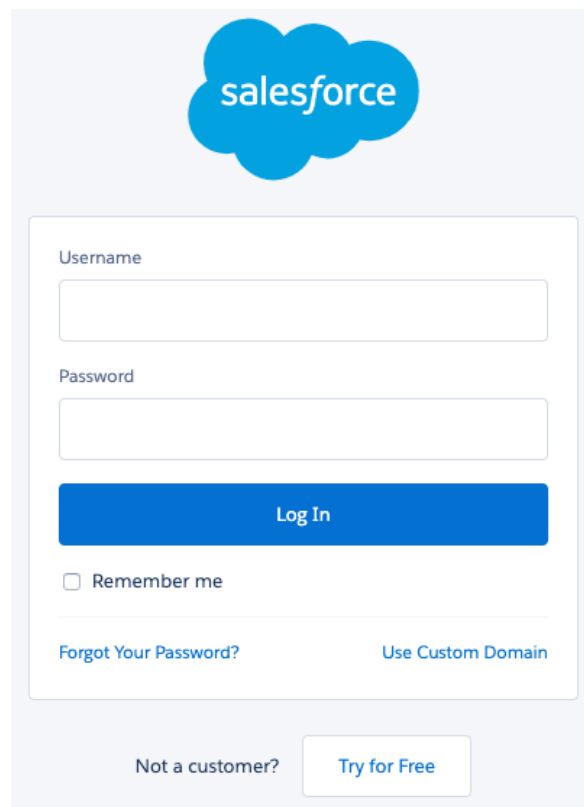 salesforce
Username
Password
Log In
Remember me
Forgot Your Password? Use Custom Domain
Not a customer? Try for Free